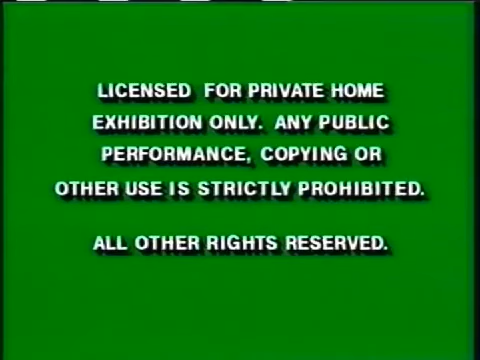 LICENSED FOR PRIVATE HOME
EXHIBITION ONLY. ANY PUBLIC
PERFORMANCE, COPYING OR
OTHER USE IS STRICTLY PROHIBITED.
ALL OTHER RIGHTS RESERVED.